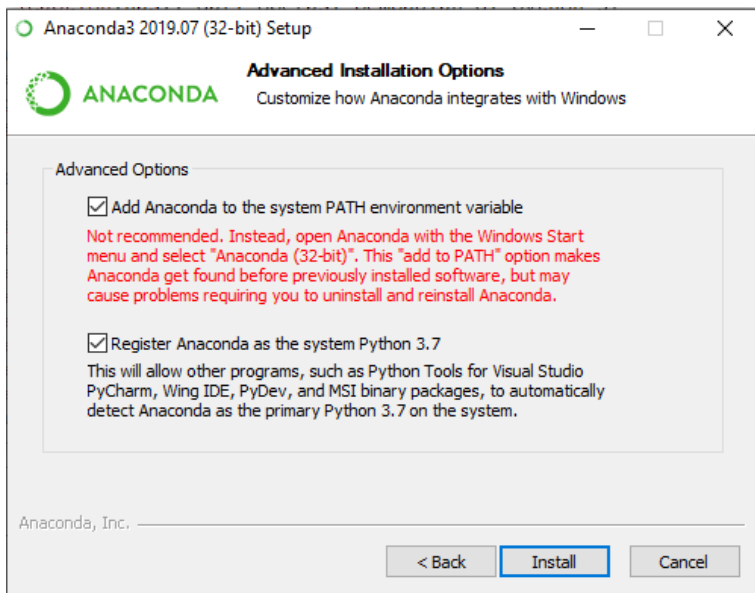 Anaconda3 2019.07 (32-bit) Setup
ANACONDA
Advanced Installation Options
Customize how Anaconda integrates with Windows
Advanced Options
Add Anaconda to the system PATH environment variable
Not recommended. Instead, open Anaconda with the Windows Start
menu and select "Anaconda (32-bit)". This "add to PATH" option makes
Anaconda get found before previously installed software, but may
cause problems requiring you to uninstall and reinstall Anaconda.
Register Anaconda as the system Python 3.7
This will allow other programs, such as Python Tools for Visual Studio
PyCharm, Wing IDE, PyDev, and MSI binary packages, to automatically
detect Anaconda as the primary Python 3.7 on the system.
Anaconda, Inc.
< Back
Install
Cancel